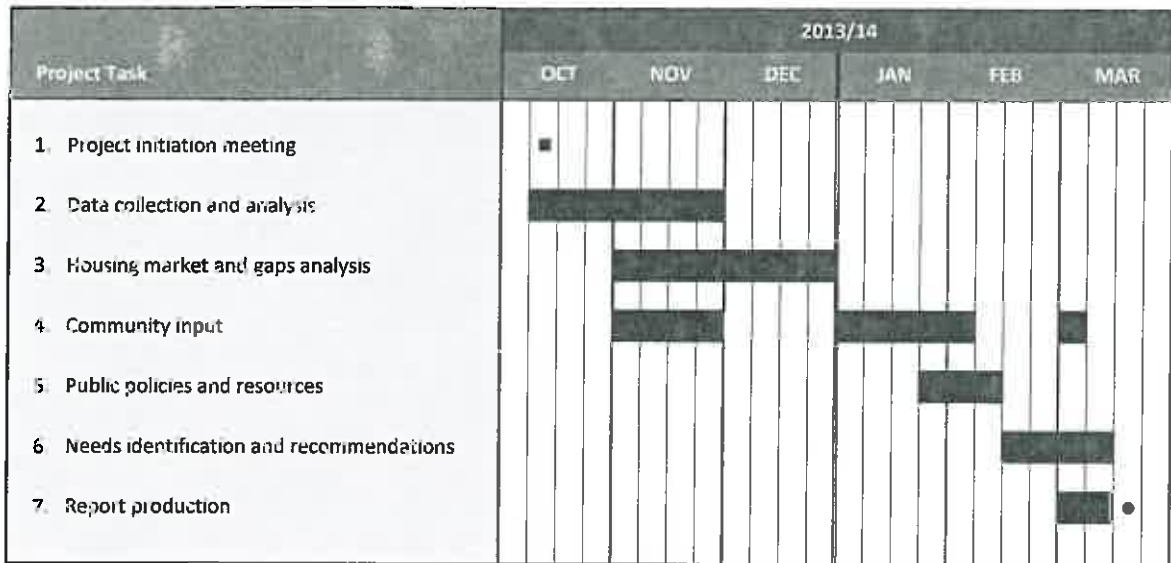 2013/14
Project Task OCT NOV DEC JAN FEB MAR
1. Project initiation meeting
2. Data collection and analysis
3. Housing market and gaps analysis
4. Community input
5. Public policies and resources
6. Needs identification and recommendations
7. Report production